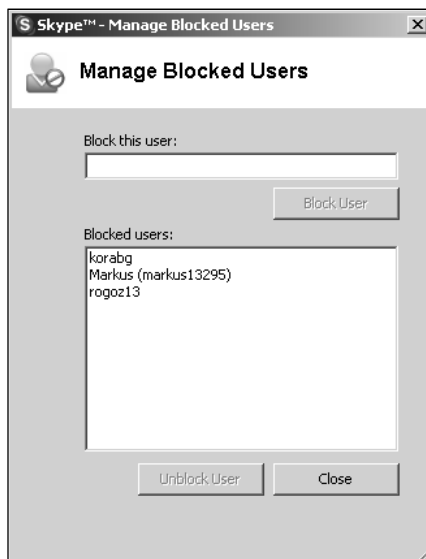 S Skype™ - Manage Blocked Users
Manage Blocked Users
Block this user:
Block User
Blocked users:
korabg
Markus (markus13295)
rogoz13
Unblock User
Close